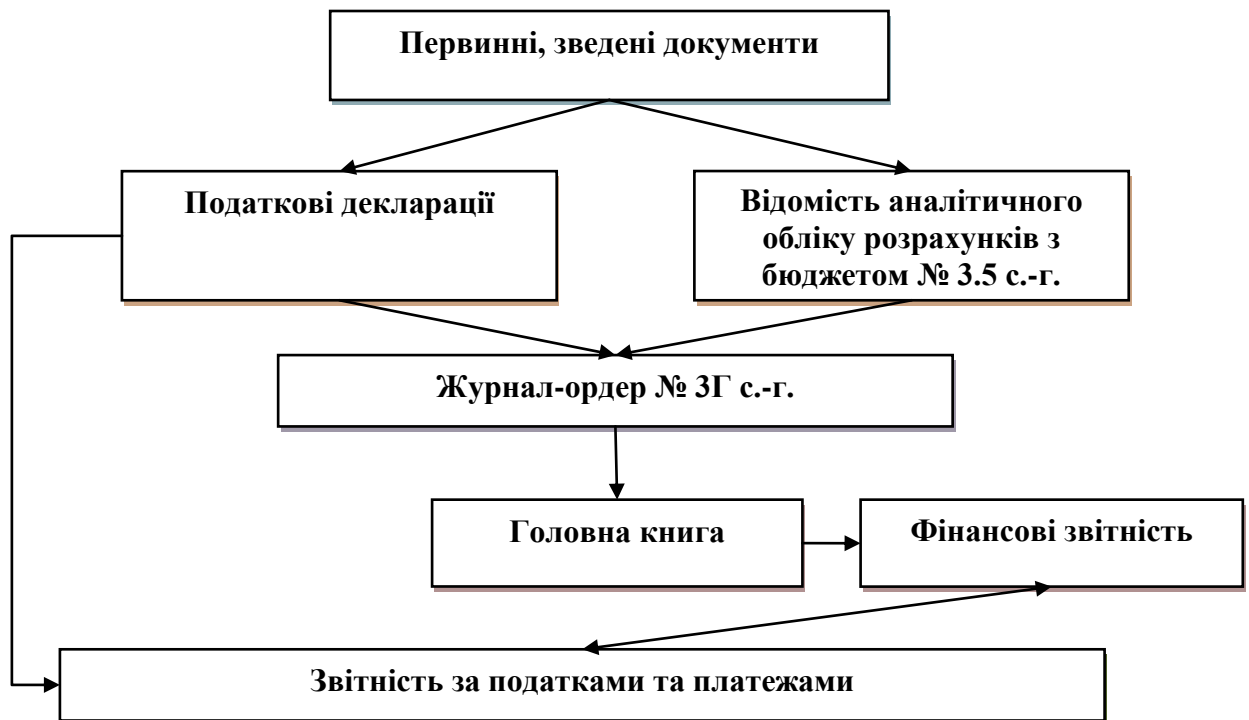 Первинні, зведені документи
Податкові декларації
Відомість аналітичного
обліку розрахунків з
бюджетом № 3.5 с.-г.
Журнал-ордер № 3Г с.-г.
Головна книга
Фінансові звітність
Звітність за податками та платежами